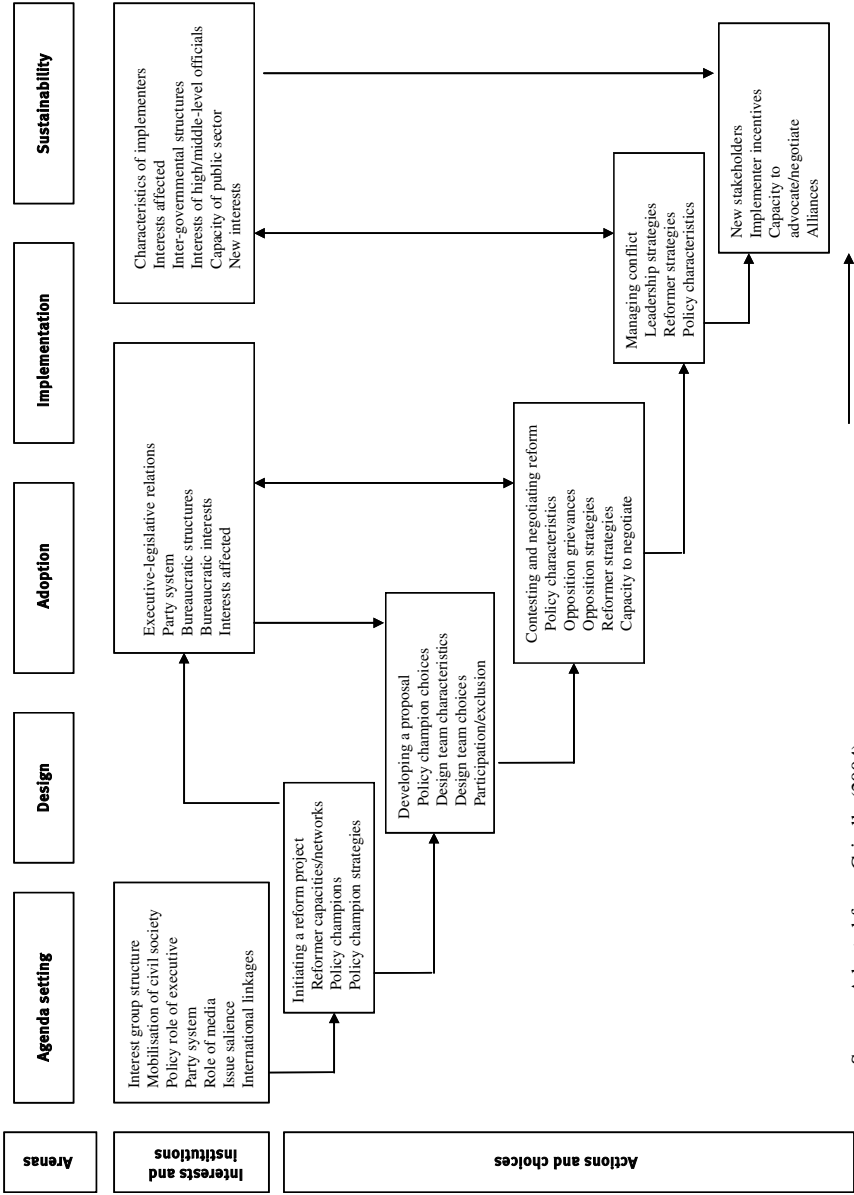 Arenas
Agenda setting
Design
Adoption
Implementation
Sustainability
Interests and
institutions
Interest group structure
Mobilisation of civil society
Policy role of executive
Party system
Role of media
Issue salience
International linkages
Executive-legislative relations
Party system
Bureaucratic structures
Bureaucratic interests
Interests affected
Characteristics of implementers
Interests affected
Inter-governmental structures
Interests of high/middle-level officials
Capacity of public sector
New interests
Actions and choices
Initiating a reform project
Reformer capacities/networks
Policy champions
Policy champion strategies
Developing a proposal
Policy champion choices
Design team characteristics
Design team choices
Participation/exclusion
Contesting and negotiating reform
Policy characteristics
Opposition grievances
Opposition strategies
Reformer strategies
Capacity to negotiate
Managing conflict
Leadership strategies
Reformer strategies
Policy characteristics
New stakeholders
Implementer incentives
Capacity to
advocate/negotiate
Alliances